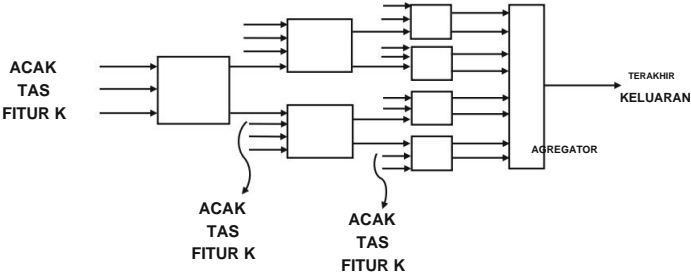 ACAK
TAS
FITUR K
TERAKHIR
KELUARAN
AGREGATOR
ACAK
TAS
FITUR K
ACAK
TAS
FITUR K